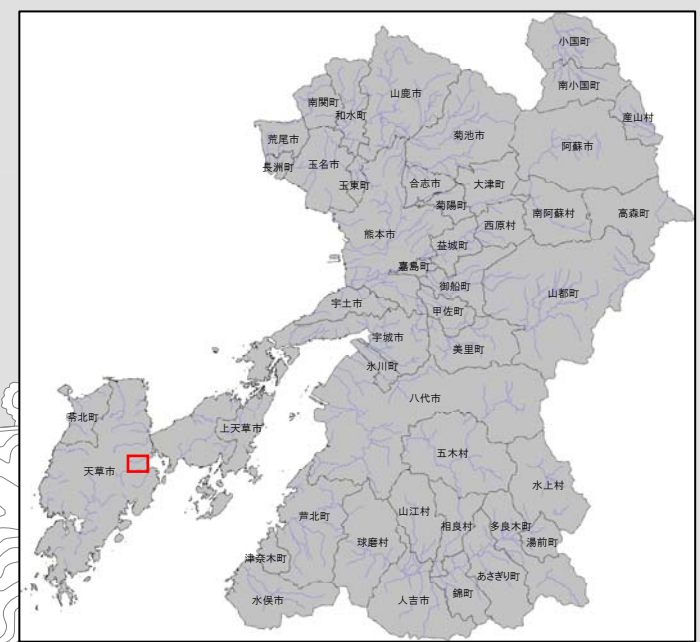 小国町
南小国町
山鹿市
南関町
和水町
産山村
菊池市
荒尾市
阿蘇市
玉名市
長洲町
玉東町
合志市
大津町
菊陽町
南阿蘇村
高森町
西原村
熊本市
益城町
嘉島町
御船町
山都町
宇土市
甲佐町
宇城市
美里町
氷川町
八代市
苓北町
上天草市
五木村
天草市
水上村
芦北町
山江村
球磨村
相良村
多良木町
湯前町
津奈木町
あさぎり町
錦町
水俣市
人吉市